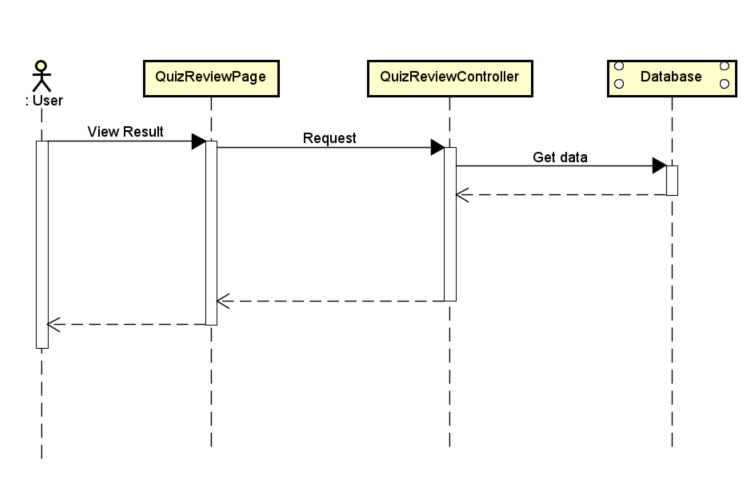 QuizReviewPage
QuizReviewController
Database
: User
View Result
Request
Get data